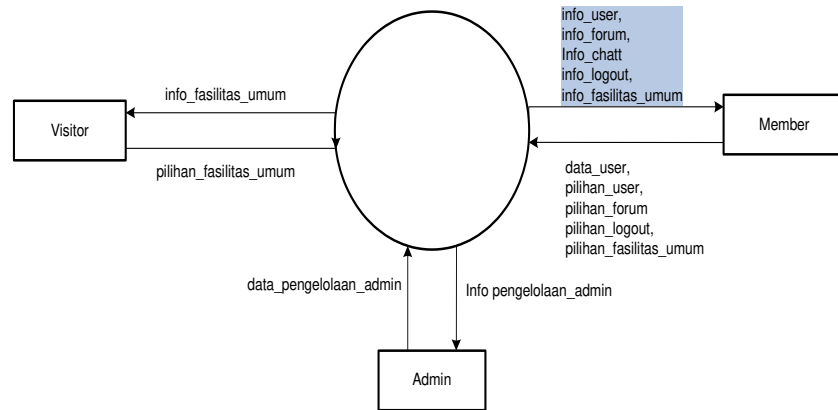 info_user,
info_forum,
Info_chatt
info_logout,
info_fasilitas_umum
info_fasilitas_umum
Visitor
Member
pilihan_fasilitas_umum
data_user,
pilihan_user,
pilihan_forum
pilihan_logout,
pilihan_fasilitas_umum
data_pengelolaan_admin
Info pengelolaan_admin
Admin